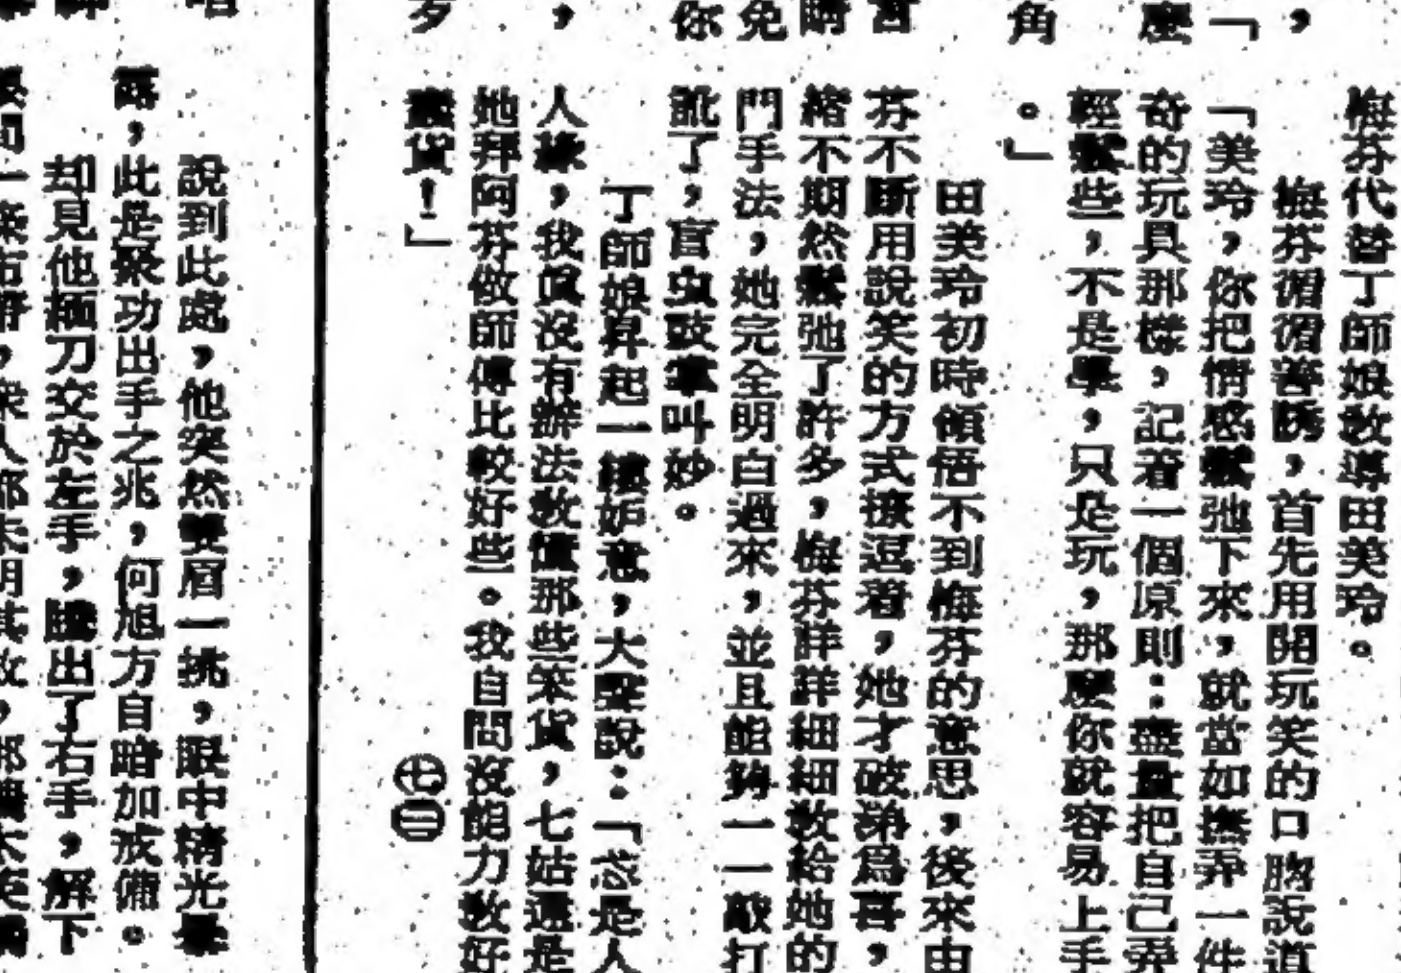 梅芬代替丁師娘教導田美玲。
梅芬循循善誘，首先用開玩笑的口吻說道
「美玲，你把情感鬆弛下來，就當如撫弄一件
奇的玩具那樣，記着一個原則：盡量把自己弄
輕鬆些，不是學，只是玩，那麼你就容易上手
。」
田美玲初時領悟不到梅芬的意思，後來由
芬不斷用說笑的方式撩逗着，她才破涕爲喜，
緒不期然鬆弛了許多，梅芬詳詳細細教給她的
門手法，她完全明白過來，並且能夠一一敲打
訛了，盲虫鼓掌叫妙。
丁師娘昇起一縷妒意，大聲說：「是人
人緣，我眞沒有辦法教懂那些笨貨，七姑還是
她拜阿芬做師傅比較好些。我自問沒能力教好
蠢貨！」
七三
，
「
麼
角
睛
免
你
，
歹
說到此處，他突然雙眉一挑，眼中精光暴
露，此是聚功出手之兆，何旭方自暗加戒備。
却見他刀交於左手，騰出了右手，解下